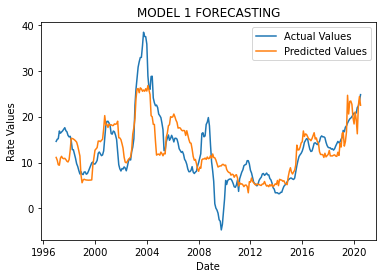 MODEL 1 FORECASTING
Actual Values
Predicted Values
Rate Values
40
30
20
10
0
1996
2000
2004
2008
2012
2016
2020
Date